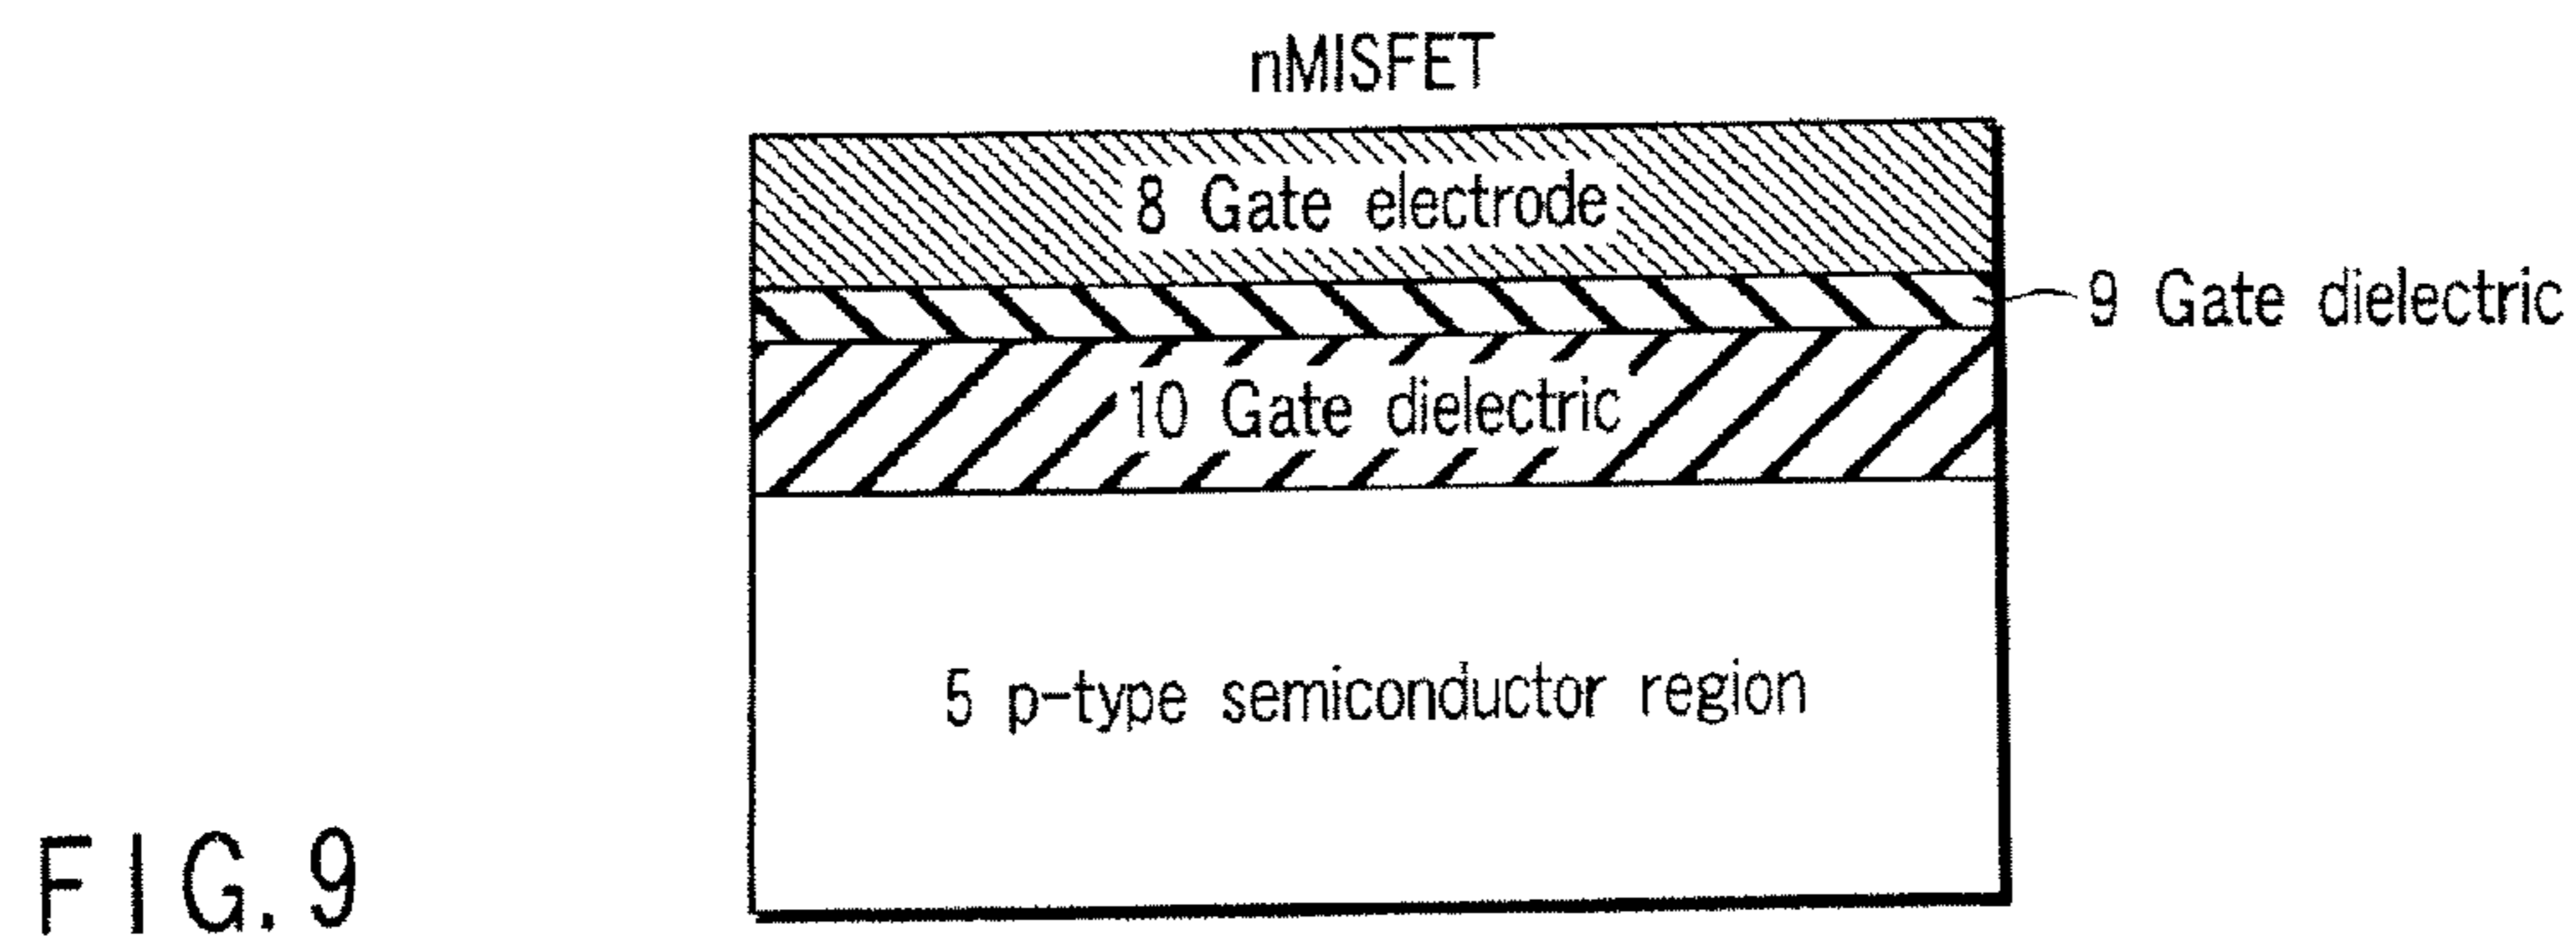 nMISFET
8 Gate electrode
9 Gate dielectric
10 Gate dielectric
5 p-type semiconductor region
FIG.9